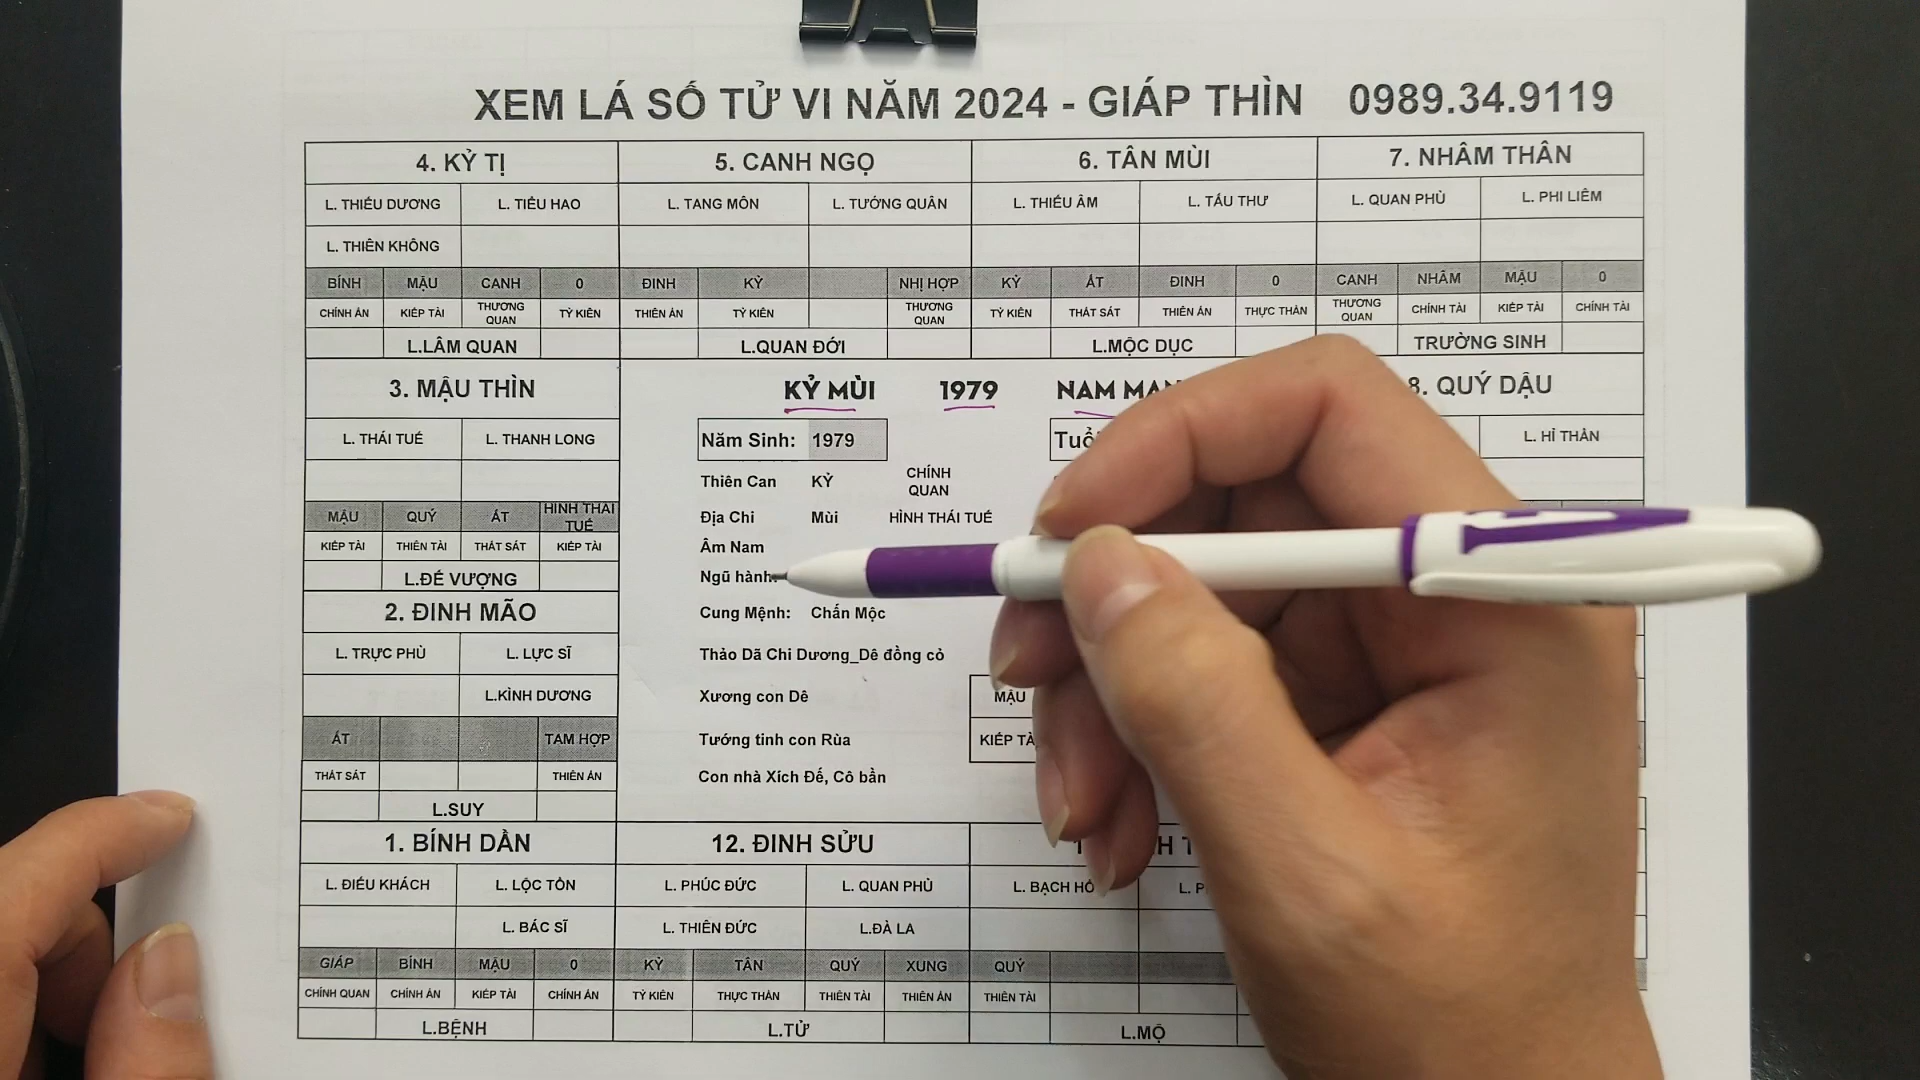 XEM LÁ SỐ TỬ VI NĂM 2024 - GIÁP THÌN 0989.34.9119
4. KỶ TỊ 5. CANH NGỌ 6. TÂN MÙI 7. NHÂM THÂN
L. THIẾU DƯƠNG L. TIỂU HAO L. TANG MÔN L. TƯỚNG QUÂN L. THIẾU ÂM L. TẤU THƯ L. QUAN PHÙ L. PHI LIÊM
L. THIÊN KHÔNG
BÍNH MẬU CANH 0 ĐINH KỶ NHỊ HỢP KỶ ẤT ĐINH 0 CANH NHÂM MẬU 0
CHÍNH ẤN KIẾP TÀI THƯƠNG QUAN TỶ KIÊN THIÊN ẤN TỶ KIÊN THƯƠNG QUAN TỶ KIÊN THẤT SÁT THIÊN ẤN THỰC THẦN THƯƠNG QUAN CHÍNH TÀI KIẾP TÀI CHÍNH TÀI
L.LÂM QUAN L.QUAN ĐỚI L.MỘC DỤC TRƯỜNG SINH
3. MẬU THÌN KỶ MÙI 1979 NAM 8. QUÝ DẬU
L. THÁI TUẾ L. THANH LONG Năm Sinh: 1979 L. HỈ THẦN
Thiên Can KỶ CHÍNH QUAN
MẬU QUÝ ẤT HÌNH THÁI TUẾ Địa Chi Mùi HÌNH THÁI TUẾ
KIẾP TÀI THIÊN TÀI THẤT SÁT KIẾP TÀI Âm Nam
L.ĐẾ VƯỢNG Ngũ hành:
2. ĐINH MÃO Cung Mệnh: Chấn Mộc
L. TRỰC PHÙ L. LỰC SĨ Thảo Dã Chi Dương_Dê đồng cỏ
L.KÌNH DƯƠNG Xương con Dê MẬU
ẤT TAM HỢP Tướng tinh con Rùa KIẾP
THẤT SÁT THIÊN ẤN Con nhà Xích Đế, Cô bần
L.SUY
1. BÍNH DẦN 12. ĐINH SỬU
L. ĐIẾU KHÁCH L. LỘC TỒN L. PHÚC ĐỨC L. QUAN PHỦ L. BẠCH HỔ
L. BÁC SĨ L. THIÊN ĐỨC L.ĐÀ LA
GIÁP BÍNH MẬU 0 KỶ TÂN QUÝ XUNG QUÝ
CHÍNH QUAN CHÍNH ẤN KIẾP TÀI CHÍNH ẤN TỶ KIÊN THỰC THẦN THIÊN TÀI THIÊN ẤN THIÊN TÀI
L.BỆNH L.TỬ L.MỘ